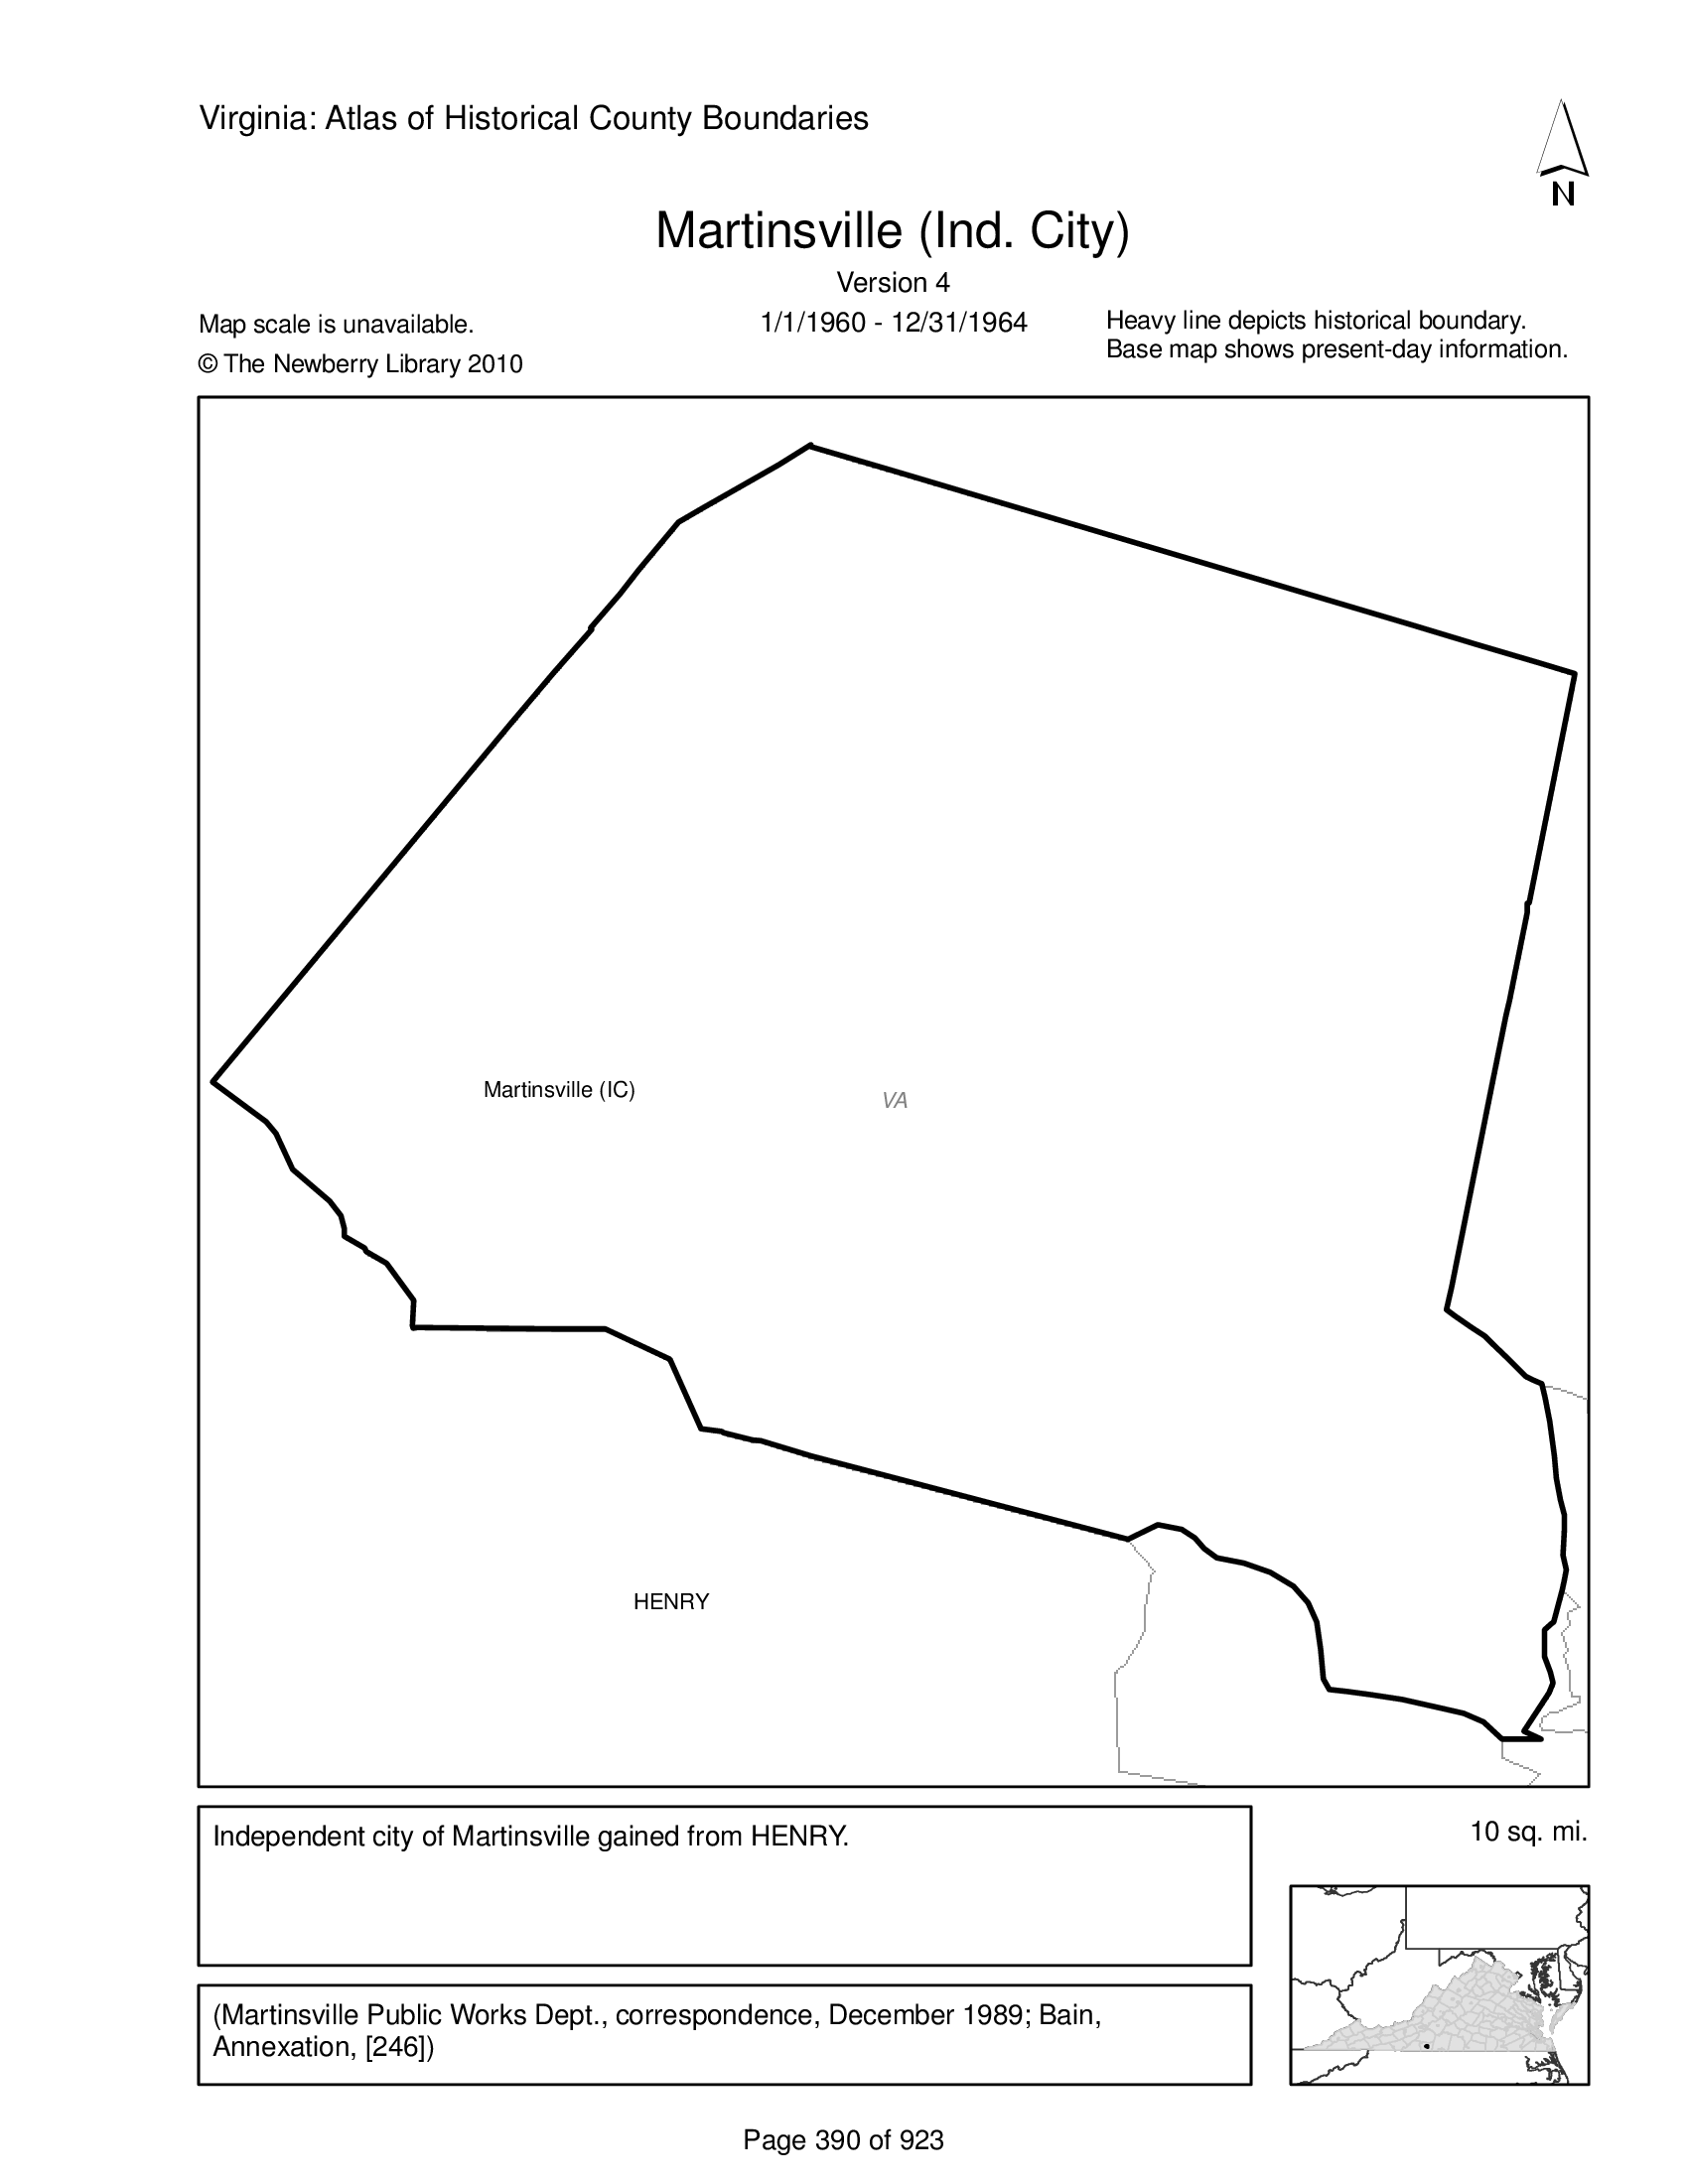 Virginia: Atlas of Historical County Boundaries
N
Martinsville (Ind. City)
Version 4
Map scale is unavailable.
1/1/1960 - 12/31/1964
Heavy line depicts historical boundary.
© The Newberry Library 2010
Base map shows present-day information.
Martinsville (IC)
VA
HENRY
Independent city of Martinsville gained from HENRY.
10 sq. mi.
(Martinsville Public Works Dept., correspondence, December 1989; Bain,
Annexation, [246])
Page 390 of 923